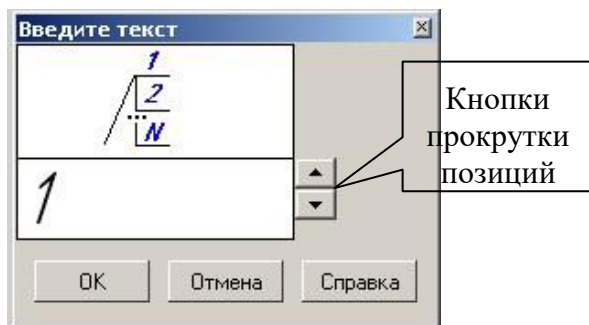 Введите текст
1
2
...
N
1
OK
Отмена
Справка
Кнопки
прокрутки
позиций